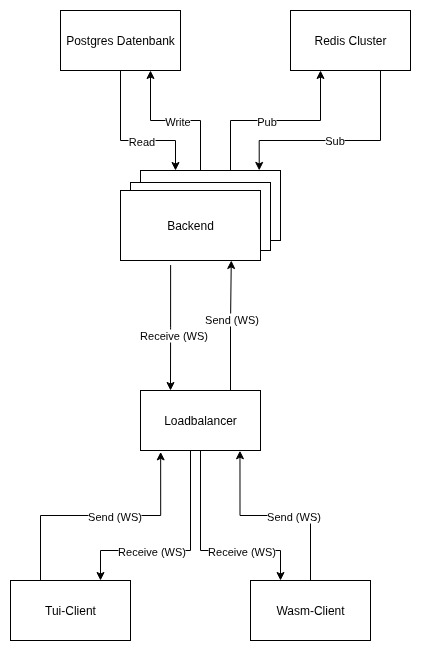 Postgres Datenbank
Redis Cluster
Write
Pub
Read
Sub
Backend
Send (WS)
Receive (WS)
Loadbalancer
Send (WS)
Send (WS)
Receive (WS)
Receive (WS)
Tui-Client
Wasm-Client